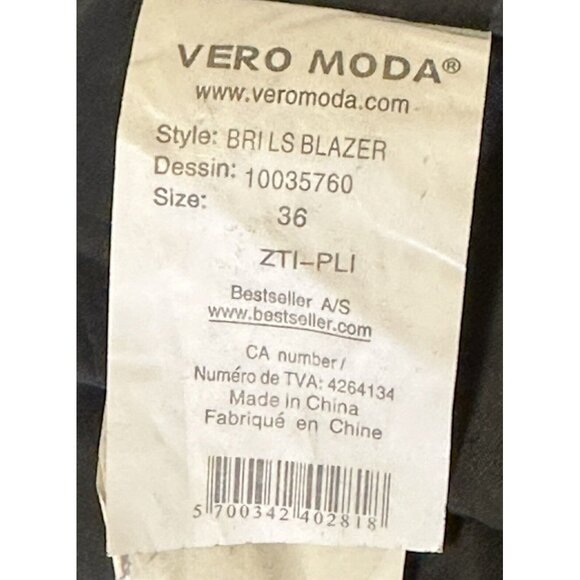 VERO MODA®
www.veromoda.com
Style: BRI LS BLAZER
Dessin: 10035760
Size: 36
ZTI-PLI
Bestseller A/S
www.bestseller.com
CA number/
Numéro de TVA: 4264134
Made in China
Fabriqué en Chine
5 700342 402818